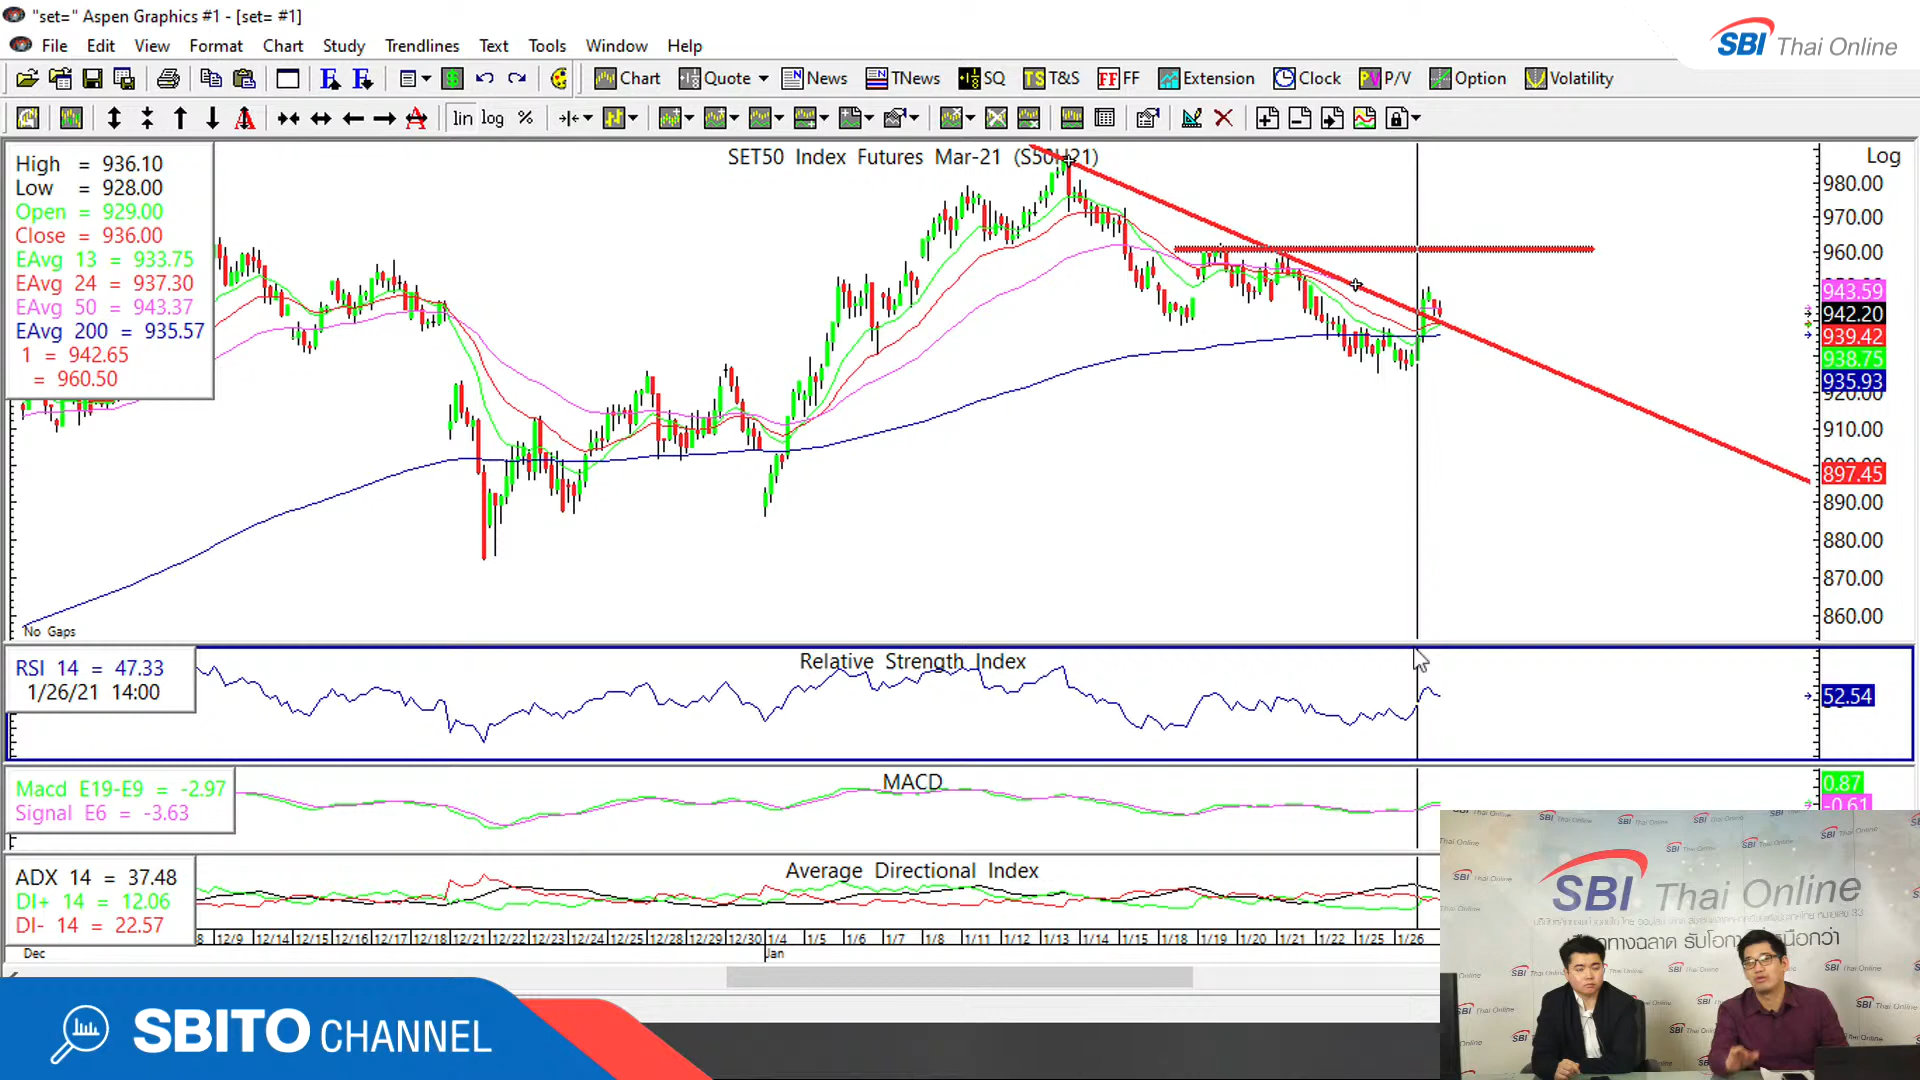 "set=" Aspen Graphics #1 - [set= #1]
SBI Thai Online
File Edit View Format Chart Study Trendlines Text Tools Window Help
Chart Quote News TNews SQ T&S FF Extension Clock P/V Option Volatility
lin log %
SET50 Index Futures Mar-21 (S50H21)
Log
High = 936.10
Low = 928.00
Open = 929.00
Close = 936.00
EAvg 13 = 933.75
EAvg 24 = 937.30
EAvg 50 = 943.37
EAvg 200 = 935.57
1 = 942.65
= 960.50
980.00
970.00
960.00
943.59
942.20
939.42
938.75
935.93
920.00
910.00
897.45
890.00
880.00
870.00
860.00
No Gaps
Relative Strength Index
RSI 14 = 47.33
1/26/21 14:00
52.54
MACD
Macd E19-E9 = -2.97
Signal E6 = -3.63
0.87
-0.61
Average Directional Index
ADX 14 = 37.48
DI+ 14 = 12.06
DI- 14 = 22.57
8 12/9 12/14 12/15 12/16 12/17 12/18 12/21 12/22 12/23 12/24 12/25 12/28 12/29 12/30 1/4 1/5 1/6 1/7 1/8 1/11 1/12 1/13 1/14 1/15 1/18 1/19 1/20 1/21 1/22 1/25 1/26
Dec Jan
SBI Thai Online
SBITO CHANNEL